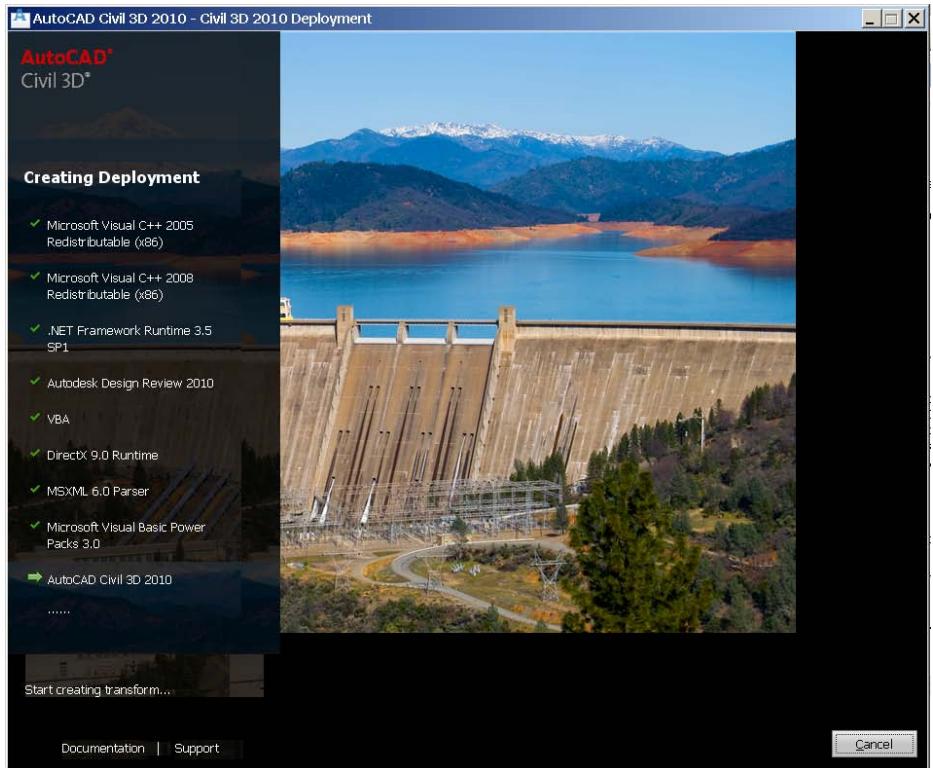 AutoCAD Civil 3D 2010 - Civil 3D 2010 Deployment
AutoCAD®
Civil 3D®
Creating Deployment
Microsoft Visual C++ 2005
Redistributable (x86)
Microsoft Visual C++ 2008
Redistributable (x86)
.NET Framework Runtime 3.5
SP1
Autodesk Design Review 2010
VBA
DirectX 9.0 Runtime
MSXML 6.0 Parser
Microsoft Visual Basic Power
Packs 3.0
AutoCAD Civil 3D 2010
......
Start creating transform...
Documentation | Support
Cancel